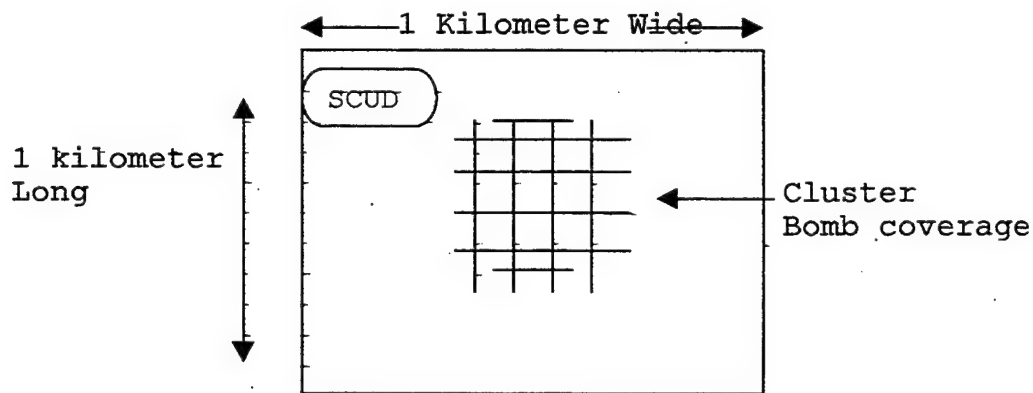 1 Kilometer Wide
SCUD
1 kilometer
Long
Cluster
Bomb coverage